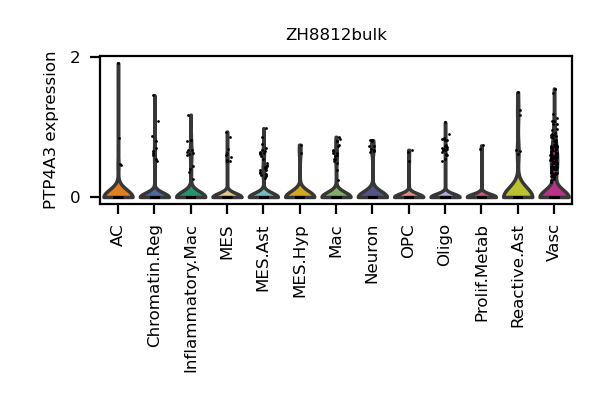 ZH8812bulk
PTP4A3 expression
2
0
AC
Chromatin.Reg
Inflammatory.Mac
MES
MES.Ast
MES.Hyp
Mac
Neuron
OPC
Oligo
Prolif.Metab
Reactive.Ast
Vasc